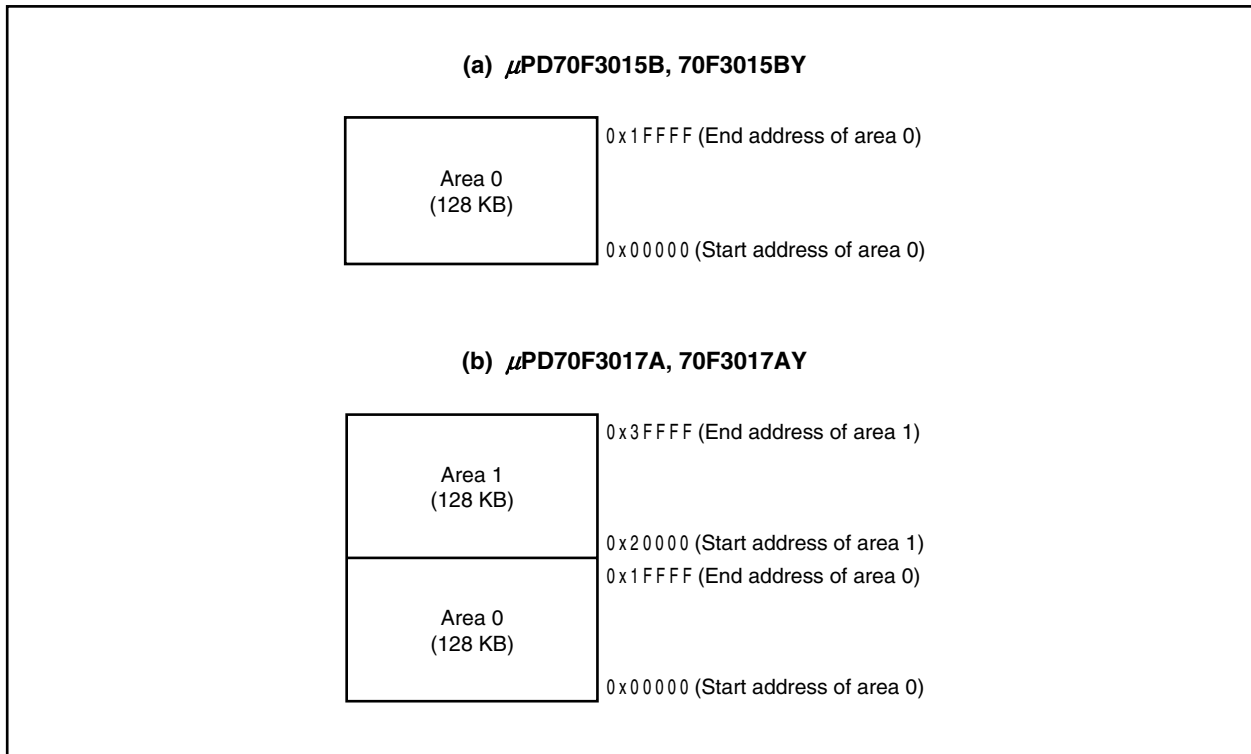 (a) μPD70F3015B, 70F3015BY
0x1FFFF (End address of area 0)
Area 0
(128 KB)
0x00000 (Start address of area 0)
(b) μPD70F3017A, 70F3017AY
0x3FFFF (End address of area 1)
Area 1
(128 KB)
0x20000 (Start address of area 1)
0x1FFFF (End address of area 0)
Area 0
(128 KB)
0x00000 (Start address of area 0)